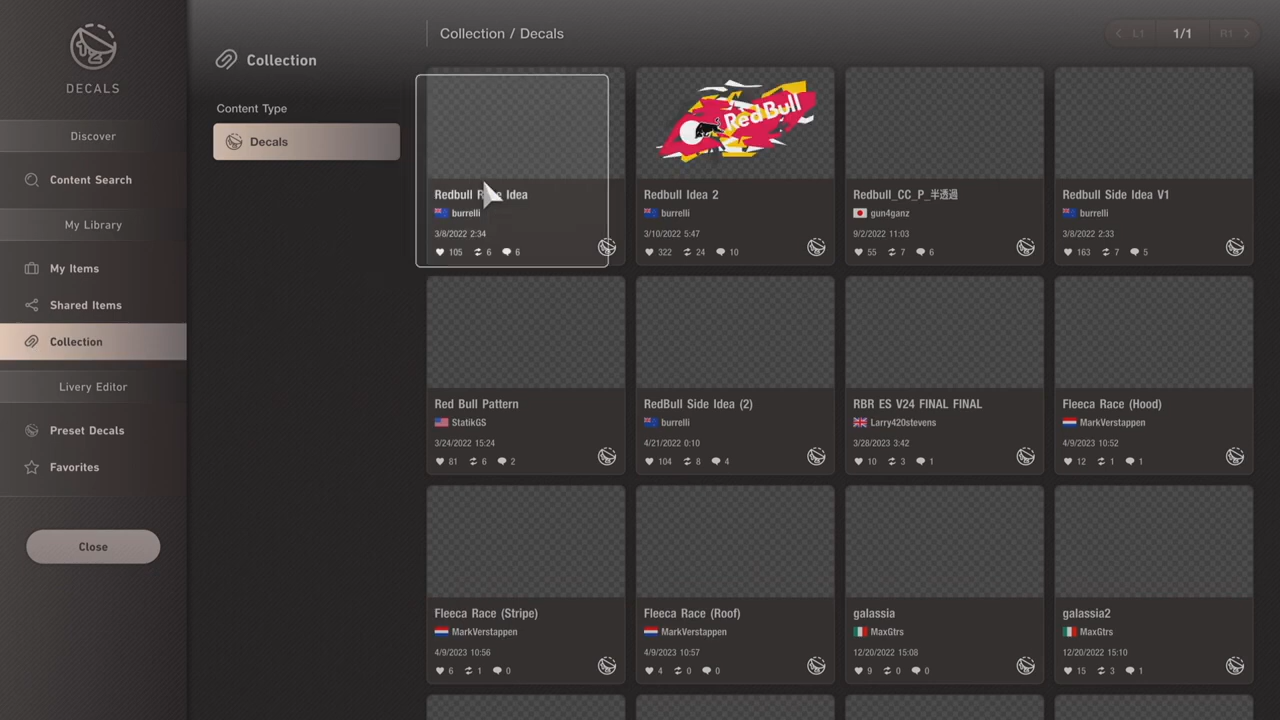 DECALS
Discover
Content Search
My Library
My Items
Shared Items
Collection
Livery Editor
Preset Decals
Favorites
Close
Collection
Content Type
Decals
Collection / Decals
L1
1/1
R1
Redbull Idea
burrelli
3/8/2022 2:34
105 6 6
Red Bull
Redbull Idea 2
burrelli
3/10/2022 5:47
322 24 10
Redbull_CC_P_半透過
gun4ganz
9/2/2022 11:03
55 7 6
Redbull Side Idea V1
burrelli
3/8/2022 2:33
163 7 5
Red Bull Pattern
StatikGS
3/24/2022 15:24
81 6 2
RedBull Side Idea (2)
burrelli
4/21/2022 0:10
104 8 4
RBR ES V24 FINAL FINAL
Larry420stevens
3/28/2023 3:42
10 3 1
Fleeca Race (Hood)
MarkVerstappen
4/9/2023 10:52
12 1 1
Fleeca Race (Stripe)
MarkVerstappen
4/9/2023 10:56
6 1 0
Fleeca Race (Roof)
MarkVerstappen
4/9/2023 10:57
4 0 0
galassia
MaxGtrs
12/20/2022 15:08
9 0 0
galassia2
MaxGtrs
12/20/2022 15:10
15 3 1